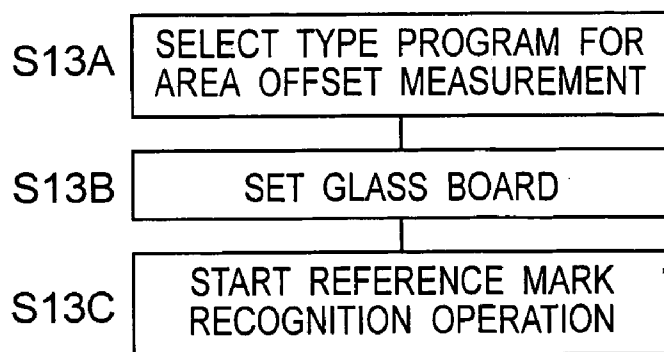 S13A
SELECT TYPE PROGRAM FOR
AREA OFFSET MEASUREMENT
S13B
SET GLASS BOARD
S13C
START REFERENCE MARK
RECOGNITION OPERATION